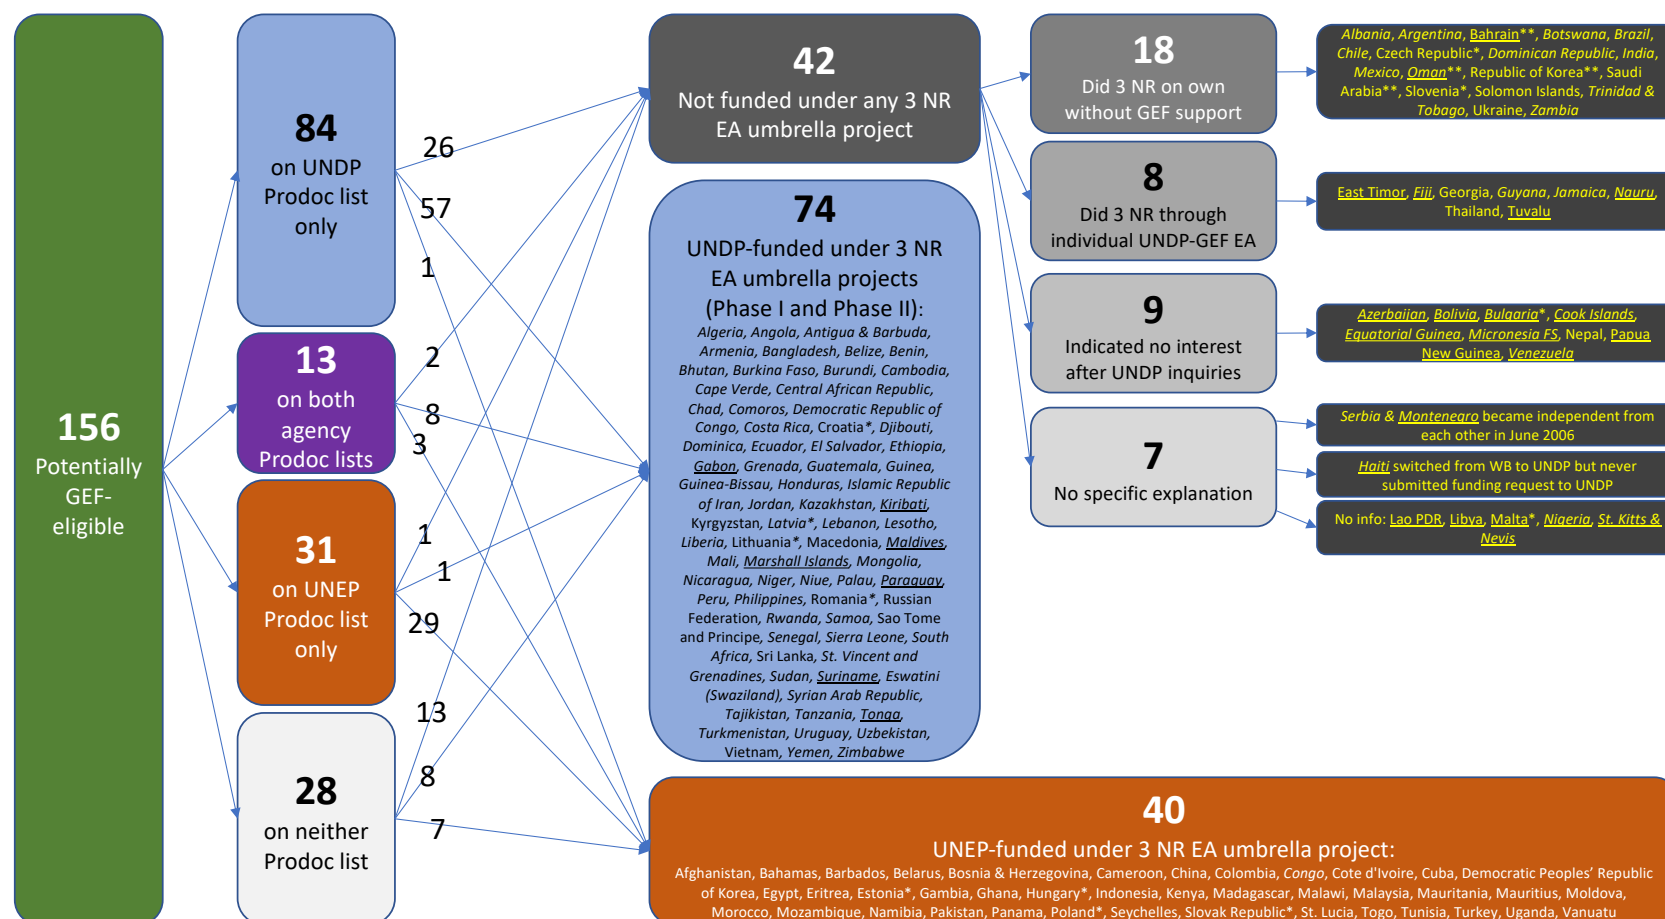 156
Potentially
GEF-
eligible
84
on UNDP
Prodoc list
only
13
on both
agency
Prodoc lists
31
on UNEP
Prodoc list
only
28
on neither
Prodoc list
26
57
1
2
8
3
1
1
29
13
8
7
42
Not funded under any 3 NR
EA umbrella project
74
UNDP-funded under 3 NR
EA umbrella projects
(Phase I and Phase II):
Algeria, Angola, Antigua & Barbuda,
Armenia, Bangladesh, Belize, Benin,
Bhutan, Burkina Faso, Burundi, Cambodia,
Cape Verde, Central African Republic,
Chad, Comoros, Democratic Republic of
Congo, Costa Rica, Croatia*, Djibouti,
Dominica, Ecuador, El Salvador, Ethiopia,
Gabon, Grenada, Guatemala, Guinea,
Guinea-Bissau, Honduras, Islamic Republic
of Iran, Jordan, Kazakhstan, Kiribati,
Kyrgyzstan, Latvia*, Lebanon, Lesotho,
Liberia, Lithuania*, Macedonia, Maldives,
Mali, Marshall Islands, Mongolia,
Nicaragua, Niger, Niue, Palau, Paraguay,
Peru, Philippines, Romania*, Russian
Federation, Rwanda, Samoa, Sao Tome
and Principe, Senegal, Sierra Leone, South
Africa, Sri Lanka, St. Vincent and
Grenadines, Sudan, Suriname, Eswatini
(Swaziland), Syrian Arab Republic,
Tajikistan, Tanzania, Tonga,
Turkmenistan, Uruguay, Uzbekistan,
Vietnam, Yemen, Zimbabwe
40
UNEP-funded under 3 NR EA umbrella project:
Afghanistan, Bahamas, Barbados, Belarus, Bosnia & Herzegovina, Cameroon, China, Colombia, Congo, Cote d'Ivoire, Cuba, Democratic Peoples’ Republic
of Korea, Egypt, Eritrea, Estonia*, Gambia, Ghana, Hungary*, Indonesia, Kenya, Madagascar, Malawi, Malaysia, Mauritania, Mauritius, Moldova,
Morocco, Mozambique, Namibia, Pakistan, Panama, Poland*, Seychelles, Slovak Republic*, St. Lucia, Togo, Tunisia, Turkey, Uganda, Vanuatu
18
Did 3 NR on own
without GEF support
8
Did 3 NR through
individual UNDP-GEF EA
9
Indicated no interest
after UNDP inquiries
7
No specific explanation
Albania, Argentina, Bahrain**, Botswana, Brazil,
Chile, Czech Republic*, Dominican Republic, India,
Mexico, Oman**, Republic of Korea**, Saudi
Arabia**, Slovenia*, Solomon Islands, Trinidad &
Tobago, Ukraine, Zambia
East Timor, Fiji, Georgia, Guyana, Jamaica, Nauru,
Thailand, Tuvalu
Azerbaijan, Bolivia, Bulgaria*, Cook Islands,
Equatorial Guinea, Micronesia FS, Nepal, Papua
New Guinea, Venezuela
Serbia & Montenegro became independent from
each other in June 2006
Haiti switched from WB to UNDP but never
submitted funding request to UNDP
No info: Lao PDR, Libya, Malta*, Nigeria, St. Kitts &
Nevis